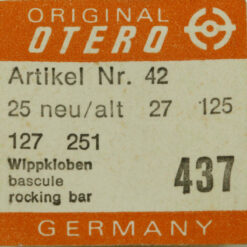 ORIGINAL
OTERO
Artikel Nr. 42
25 neu/alt 27 125
127 251
Wippkloben
bascule
rocking bar
437
GERMANY